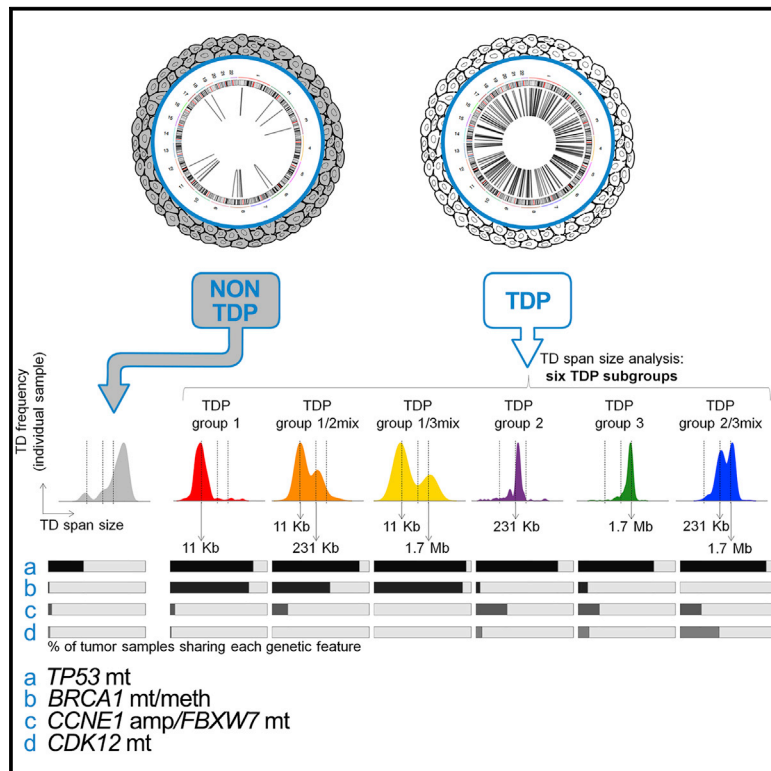 NON
TDP
TDP
TD span size analysis:
six TDP subgroups
TD frequency
(individual sample)
TD span size
TDP
group 1
TDP
group 1/2mix
TDP
group 1/3mix
TDP
group 2
TDP
group 3
TDP
group 2/3mix
11 Kb
11 Kb
231 Kb
11 Kb
1.7 Mb
231 Kb
1.7 Mb
231 Kb
1.7 Mb
a
b
c
d
% of tumor samples sharing each genetic feature
a TP53 mt
b BRCA1 mt/meth
c CCNE1 amp/FBXW7 mt
d CDK12 mt